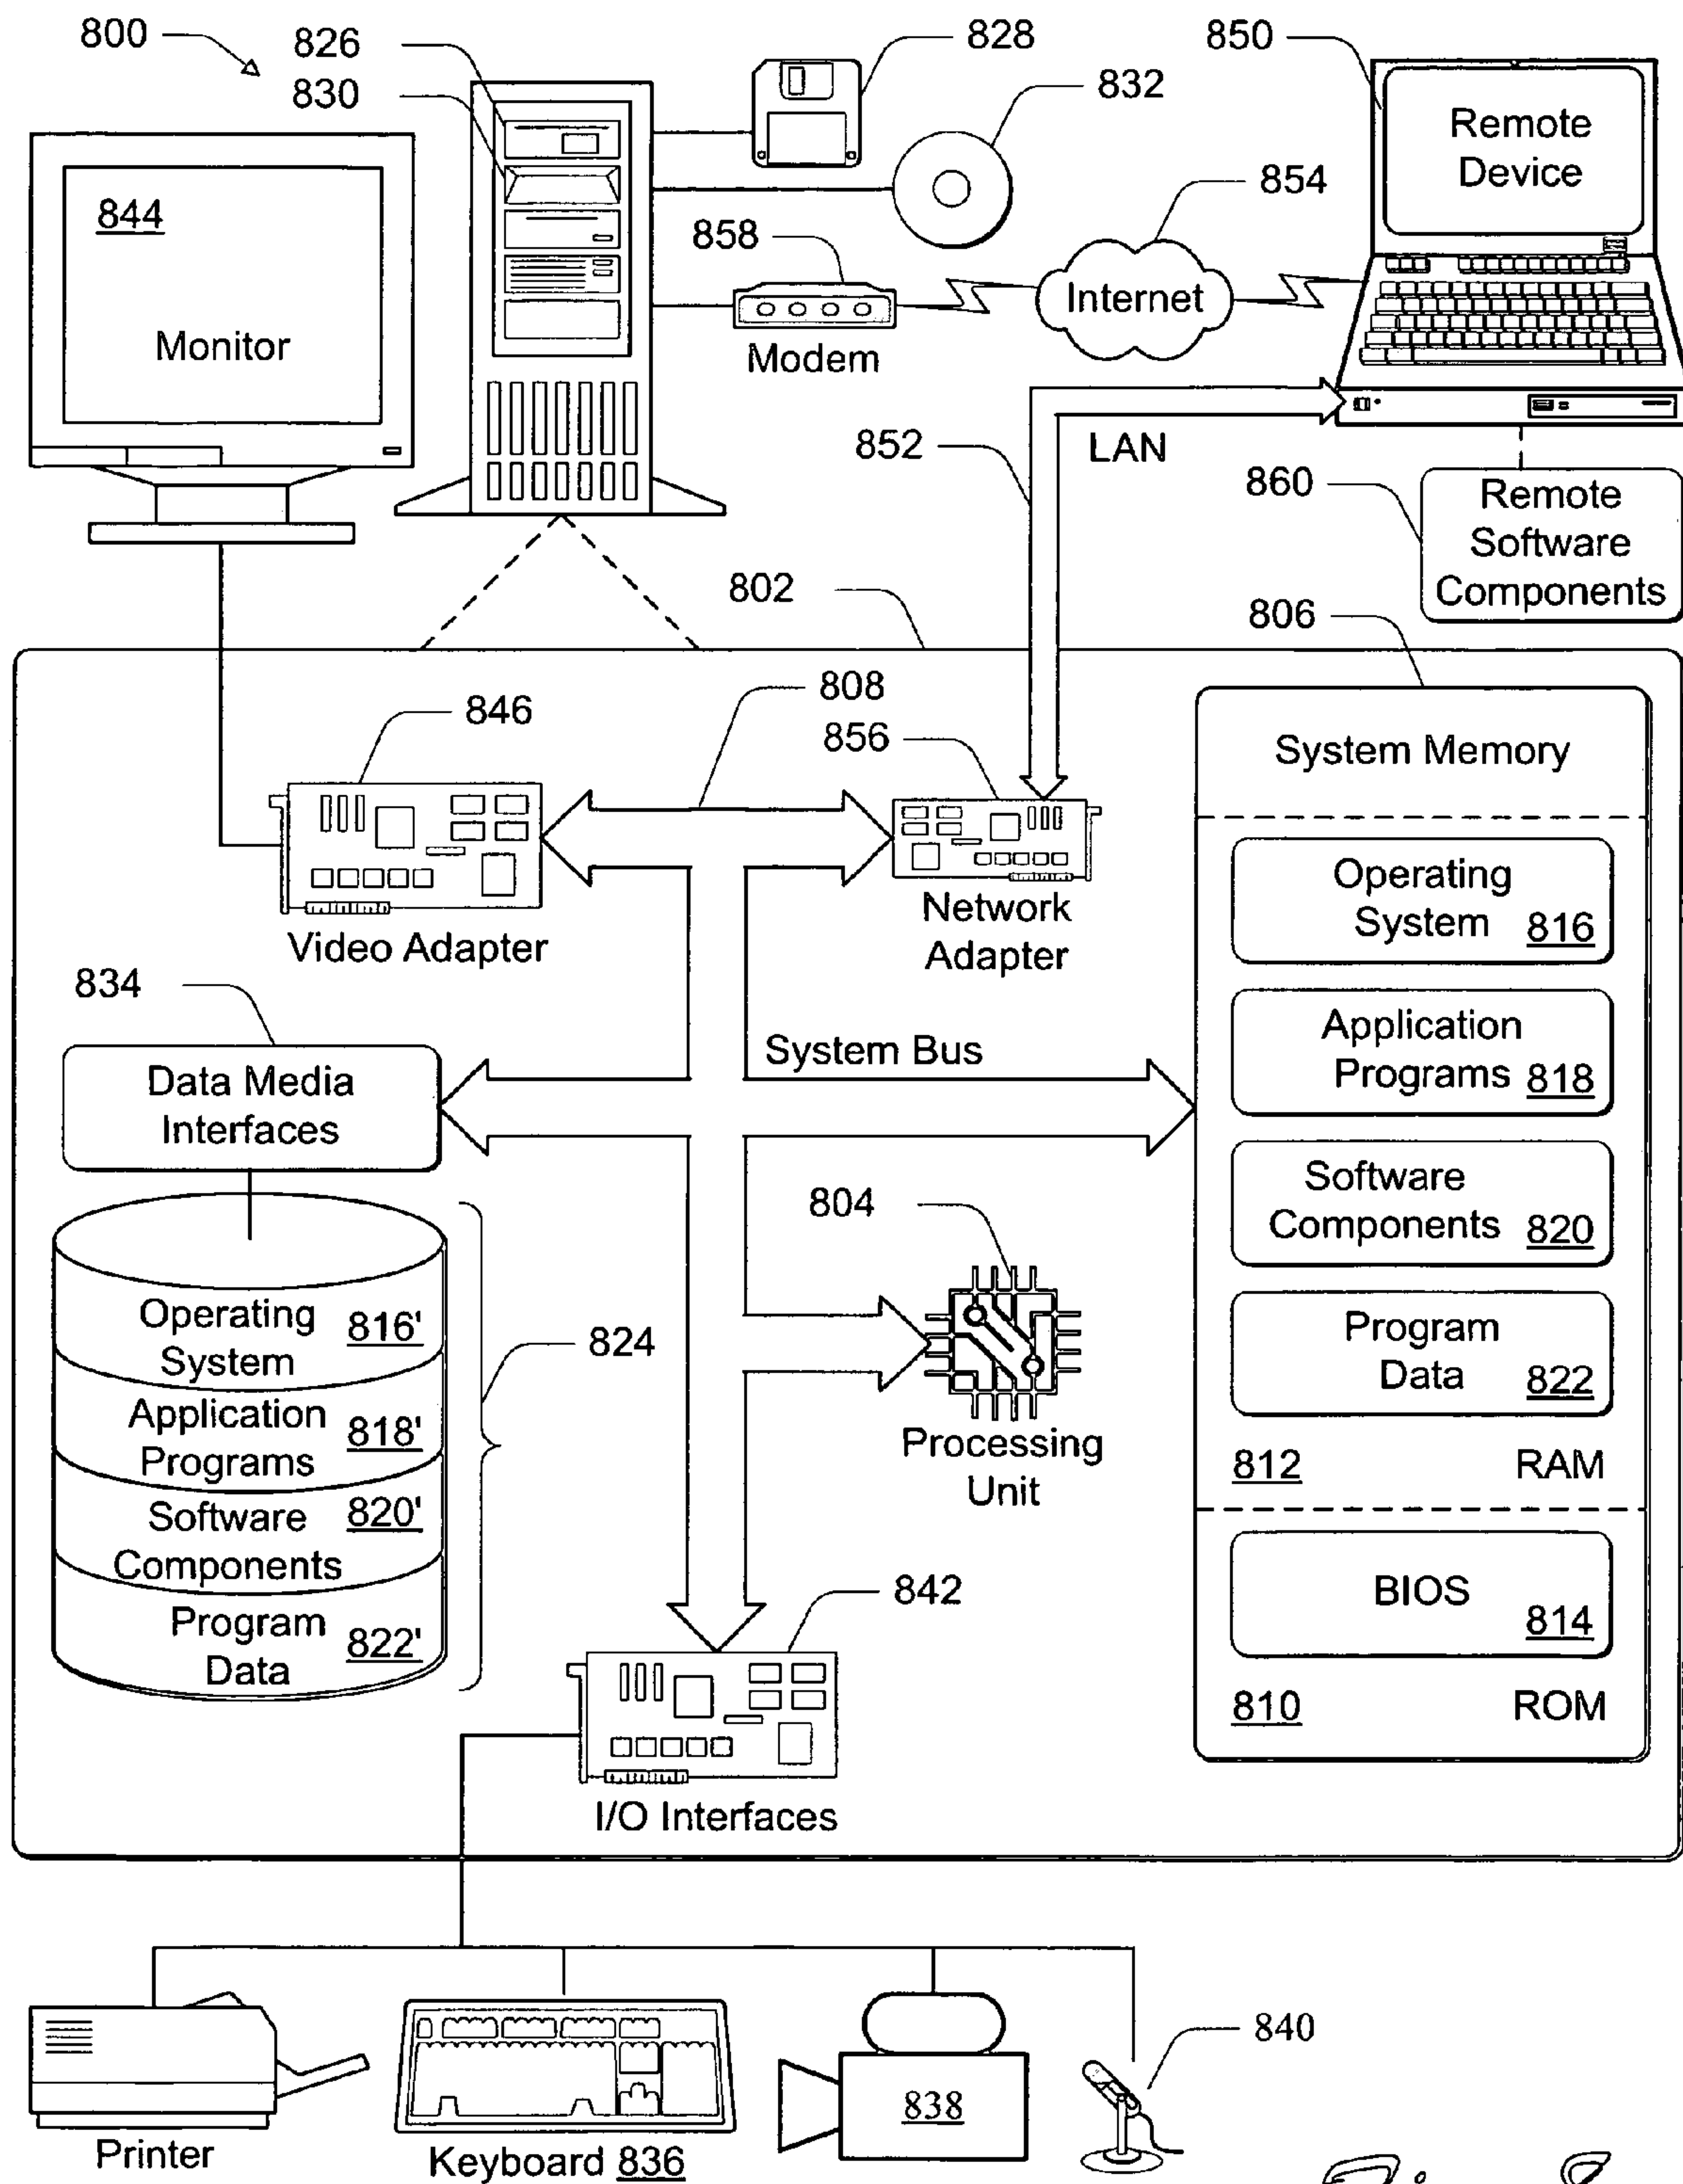 800
826
830
828
832
850
Remote
Device
844
Monitor
858
Modem
854
Internet
852
LAN
860
Remote
Software
Components
802
806
808
846
Video Adapter
856
Network
Adapter
System Memory
Operating
System 816
Application
Programs 818
Software
Components 820
Program
Data 822
812 RAM
BIOS
814
810 ROM
834
Data Media
Interfaces
System Bus
804
Processing
Unit
Operating
System 816'
Application
Programs 818'
Software
Components 820'
Program
Data 822'
824
842
I/O Interfaces
Printer
Keyboard 836
838
840